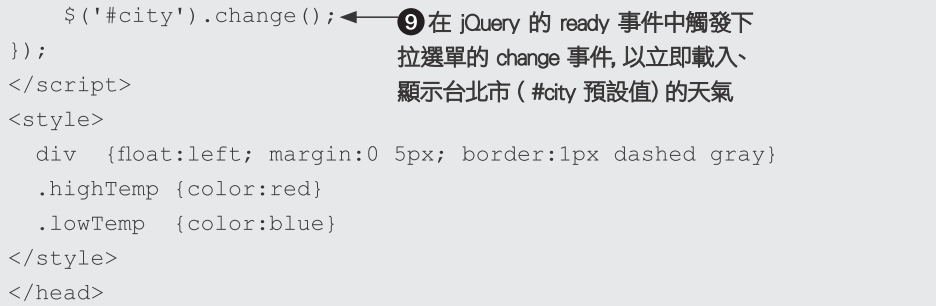 $('#city').change(); ❾在 jQuery 的 ready 事件中觸發下
}); 拉選單的 change 事件, 以立即載入、
</script> 顯示台北市 ( #city 預設值) 的天氣
<style>
div {float:left; margin:0 5px; border:1px dashed gray}
.highTemp {color:red}
.lowTemp {color:blue}
</style>
</head>